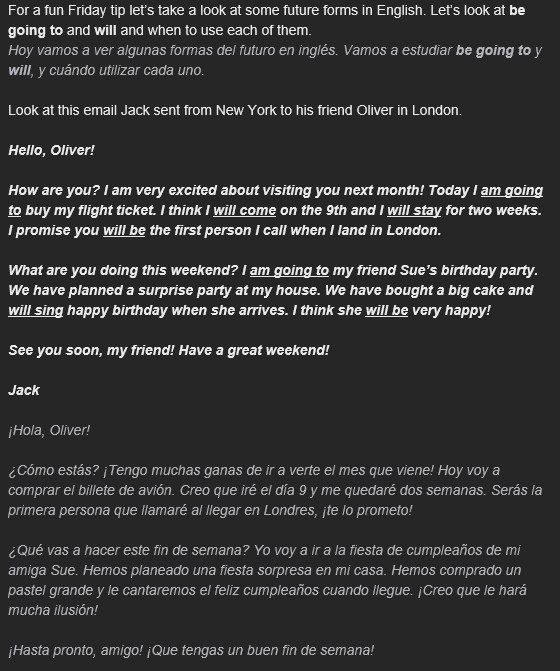 For a fun Friday tip let's take a look at some future forms in English. Let's look at be
going to and will and when to use each of them.
Hoy vamos a ver algunas formas del futuro en inglés. Vamos a estudiar be going to y
will, y cuándo utilizar cada uno.
Look at this email Jack sent from New York to his friend Oliver in London.
Hello, Oliver!
How are you? I am very excited about visiting you next month! Today I am going
to buy my flight ticket. I think I will come on the 9th and I will stay for two weeks.
I promise you will be the first person I call when I land in London.
What are you doing this weekend? I am going to my friend Sue's birthday party.
We have planned a surprise party at my house. We have bought a big cake and
will sing happy birthday when she arrives. I think she will be very happy!
See you soon, my friend! Have a great weekend!
Jack
¡Hola, Oliver!
¿Cómo estás? ¡Tengo muchas ganas de ir a verte el mes que viene! Hoy voy a
comprar el billete de avión. Creo que iré el día 9 y me quedaré dos semanas. Serás la
primera persona que llamaré al llegar en Londres, ¡te lo prometo!
¿Qué vas a hacer este fin de semana? Yo voy a ir a la fiesta de cumpleaños de mi
amiga Sue. Hemos planeado una fiesta sorpresa en mi casa. Hemos comprado un
pastel grande y le cantaremos el feliz cumpleaños cuando llegue. ¡Creo que le hará
mucha ilusión!
¡Hasta pronto, amigo! ¡Que tengas un buen fin de semana!